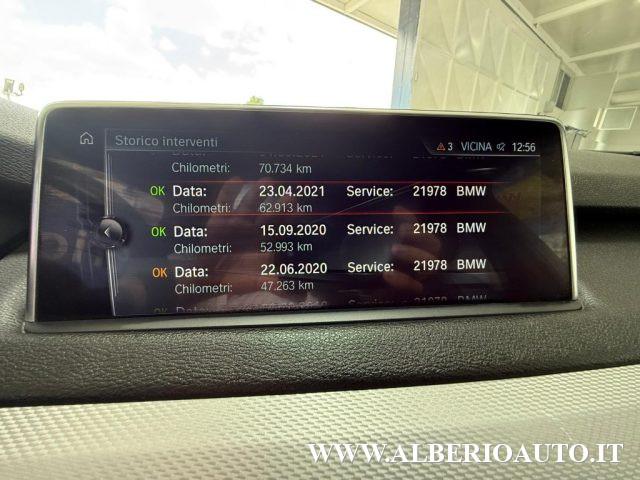 Storico interventi
3 VICINA 12:56
Chilometri: 70.734 km
OK Data: 23.04.2021 Service: 21978 BMW
Chilometri: 62.913 km
OK Data: 15.09.2020 Service: 21978 BMW
Chilometri: 52.993 km
OK Data: 22.06.2020 Service: 21978 BMW
Chilometri: 47.263 km
WWW.ALBERIOAUTO.IT